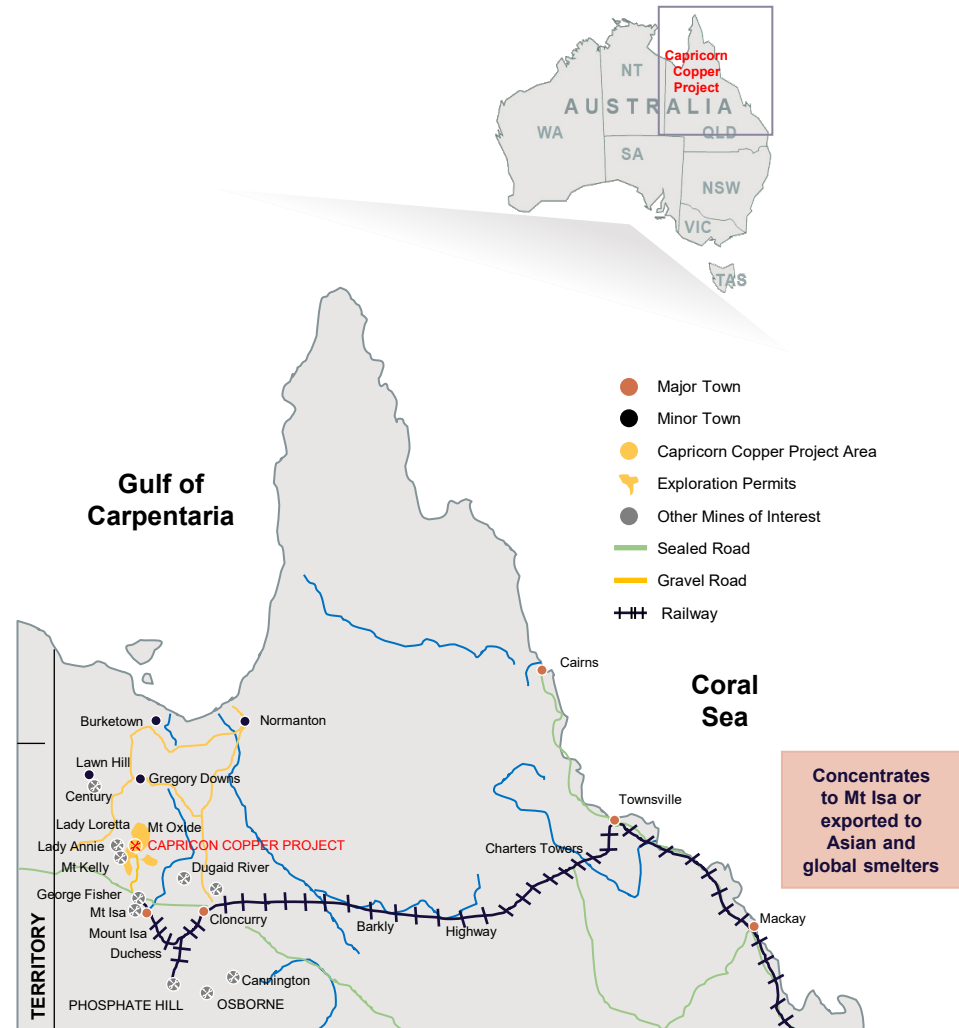 Capricorn
Copper
Project
NT
AUSTRALIA
WA
QLD
SA
NSW
VIC
TAS
Major Town
Minor Town
Capricorn Copper Project Area
Exploration Permits
Other Mines of Interest
Sealed Road
Gravel Road
Railway
Gulf of
Carpentaria
Cairns
Coral
Sea
Burketown
Normanton
Lawn Hill
Gregory Downs
Century
Concentrates
to Mt Isa or
exported to
Asian and
global smelters
Townsville
Lady Loretta
Mt Oxide
Lady Annie
CAPRICON COPPER PROJECT
Charters Towers
Mt Kelly
Dugaid River
George Fisher
Mt Isa
Cloncurry
Mackay
Mount Isa
Barkly
Highway
Duchess
Cannington
PHOSPHATE HILL
OSBORNE
TERRITORY